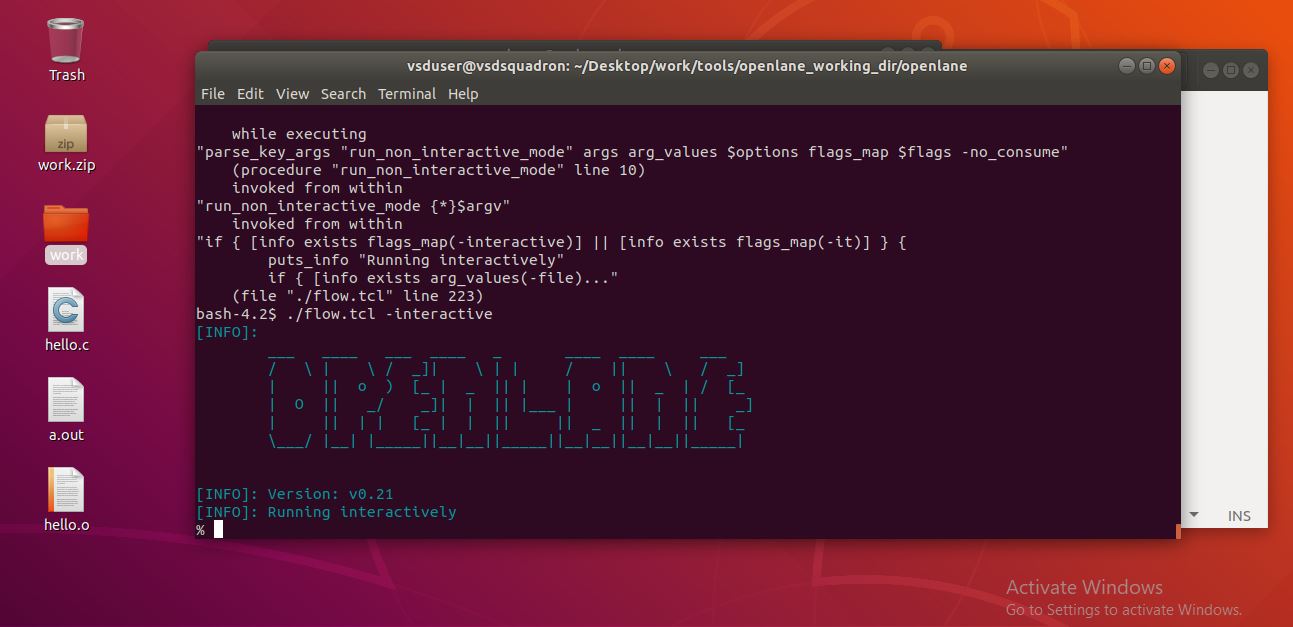 Trash
work.zip
work
hello.c
a.out
hello.o
vsduser@vsdsquadron: ~/Desktop/work/tools/openlane_working_dir/openlane
File Edit View Search Terminal Help
while executing
"parse_key_args "run_non_interactive_mode" args arg_values $options flags_map $flags -no_consume"
(procedure "run_non_interactive_mode" line 10)
invoked from within
"run_non_interactive_mode {*}$argv"
invoked from within
"if { [info exists flags_map(-interactive)] || [info exists flags_map(-it)] } {
puts_info "Running interactively"
if { [info exists arg_values(-file)..."
(file "./flow.tcl" line 223)
bash-4.2$ ./flow.tcl -interactive
[INFO]:
OPENLANE
[INFO]: Version: v0.21
[INFO]: Running interactively
%
INS
Activate Windows
Go to Settings to activate Windows.